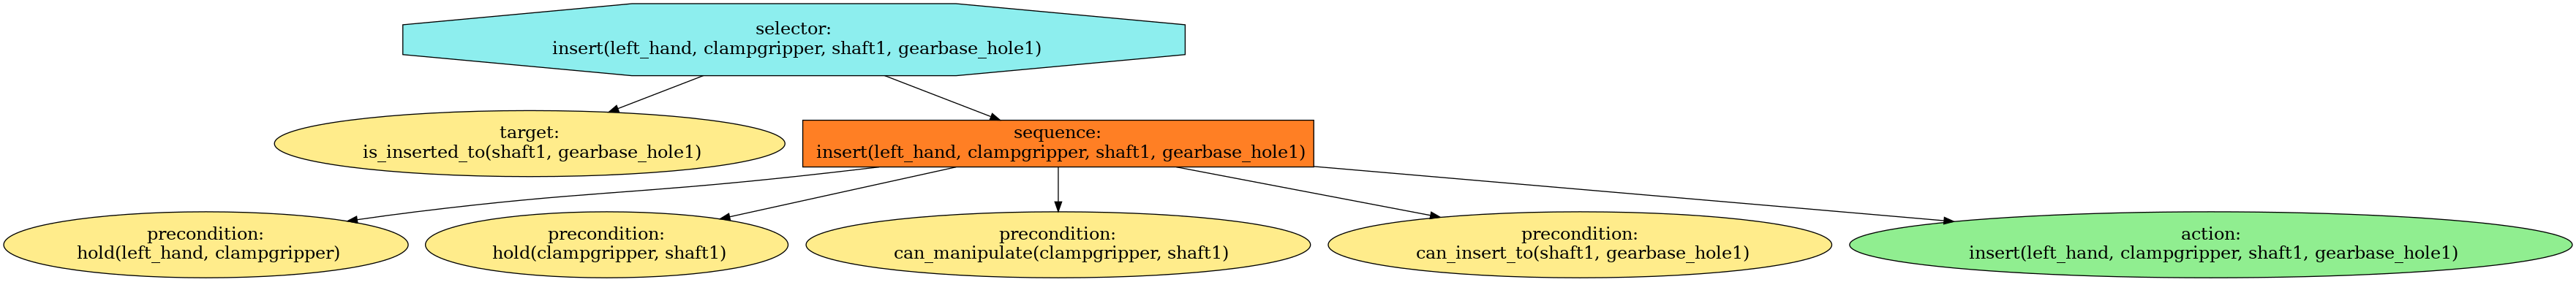 selector:
insert(left_hand, clampgripper, shaft1, gearbase_hole1)
target:
is_inserted_to(shaft1, gearbase_hole1)
sequence:
insert(left_hand, clampgripper, shaft1, gearbase_hole1)
precondition:
hold(left_hand, clampgripper)
precondition:
hold(clampgripper, shaft1)
precondition:
can_manipulate(clampgripper, shaft1)
precondition:
can_insert_to(shaft1, gearbase_hole1)
action:
insert(left_hand, clampgripper, shaft1, gearbase_hole1)